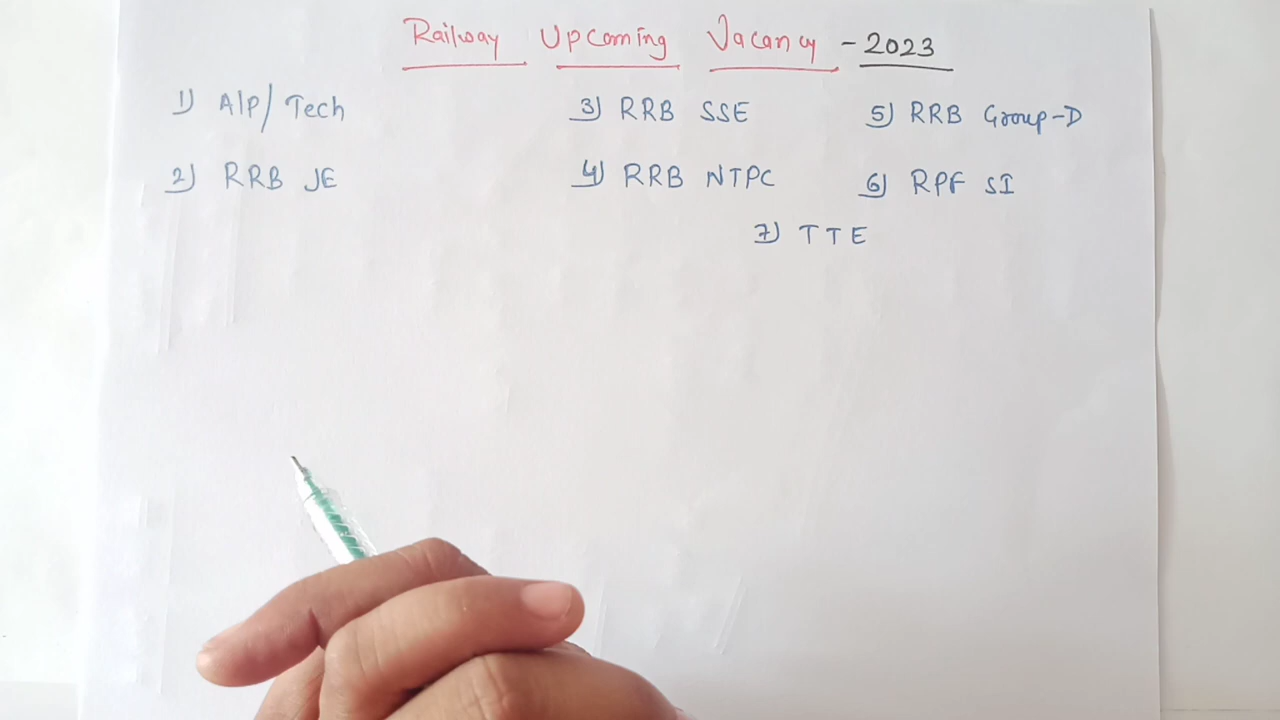 Railway Upcoming Vacancy - 2023
1) Alp/Tech
2) RRB JE
3) RRB SSE
4) RRB NTPC
5) RRB Group-D
6) RPF SI
7) TTE